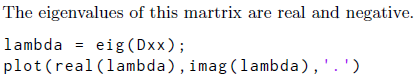 The eigenvalues of this martrix are real and negative.
lambda = eig(Dxx);
plot(real(lambda),imag(lambda),'.')